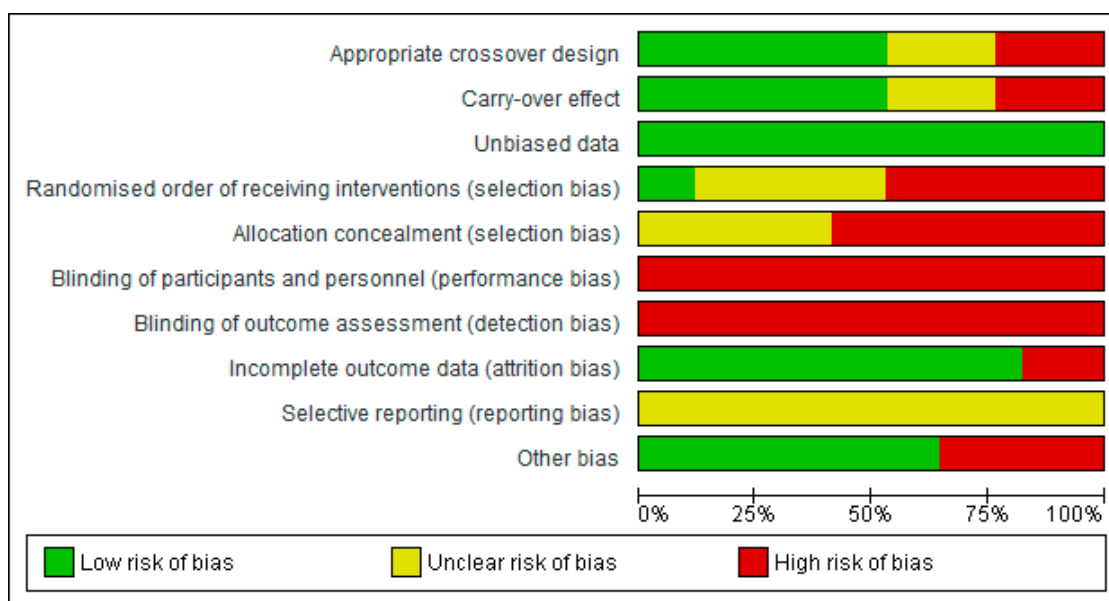 Appropriate crossover design
Carry-over effect
Unbiased data
Randomised order of receiving interventions (selection bias)
Allocation concealment (selection bias)
Blinding of participants and personnel (performance bias)
Blinding of outcome assessment (detection bias)
Incomplete outcome data (attrition bias)
Selective reporting (reporting bias)
Other bias
0% 25% 50% 75% 100%
Low risk of bias Unclear risk of bias High risk of bias